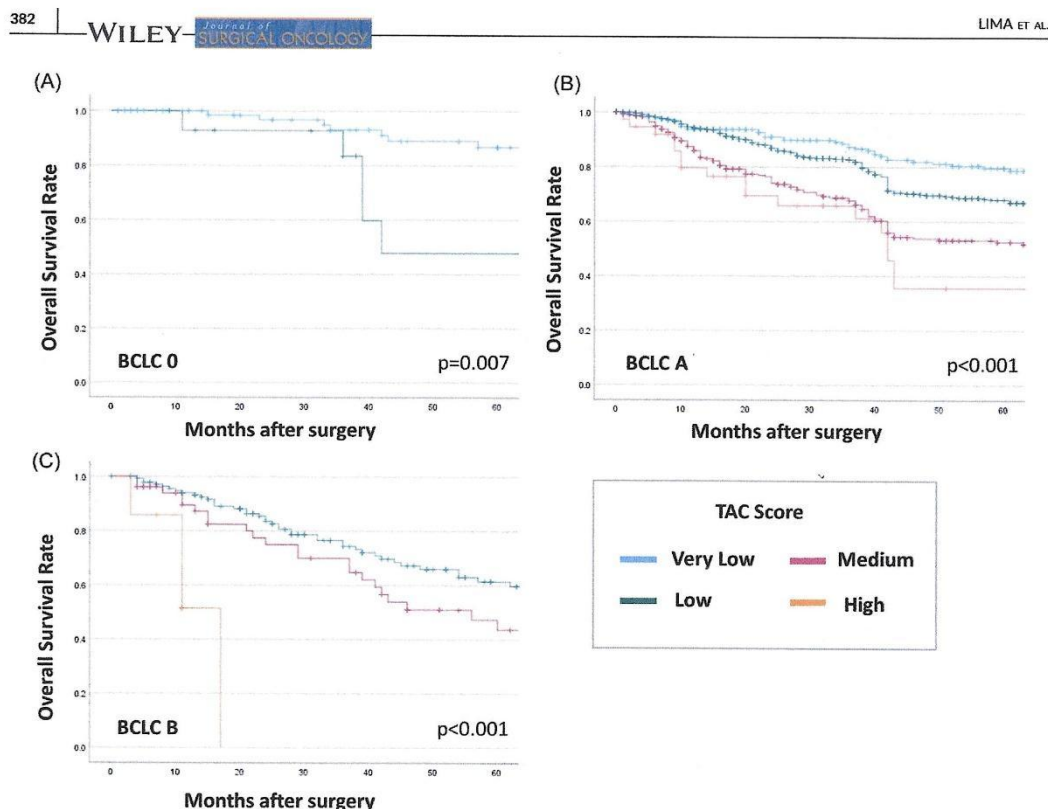 382
WILEY
Journal of
SURGICAL ONCOLOGY
LIMA ET AL.
(A)
1.0
0.8
0.6
0.4
0.2
0.0
Overall Survival Rate
BCLC 0
p=0.007
0 10 20 30 40 50 60
Months after surgery
(B)
1.0
0.8
0.6
0.4
0.2
0.0
Overall Survival Rate
BCLC A
p<0.001
0 10 20 30 40 50 60
Months after surgery
(C)
1.0
0.8
0.6
0.4
0.2
0.0
Overall Survival Rate
BCLC B
p<0.001
0 10 20 30 40 50 60
Months after surgery
TAC Score
Very Low
Medium
Low
High